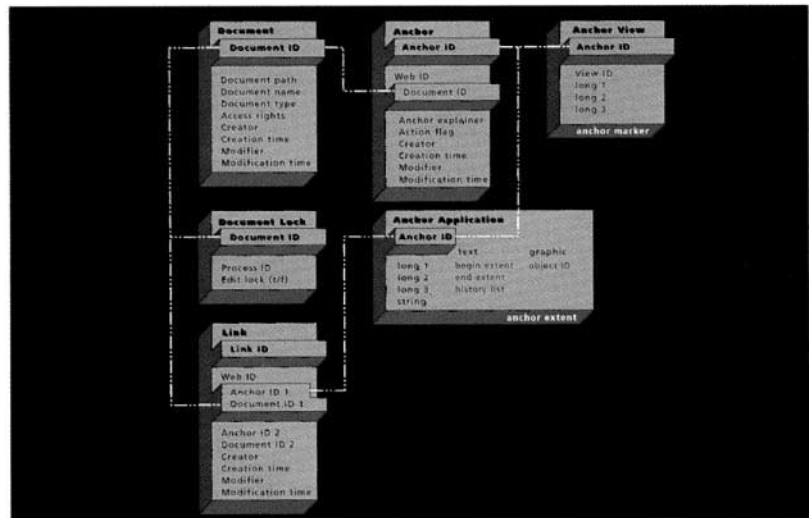 Document
Document ID
Document path
Document name
Document type
Access rights
Creator
Creation time
Modifier
Modification time
Anchor
Anchor ID
Web ID
Document ID
Anchor explainer
Action flag
Creator
Creation time
Modifier
Modification time
Anchor View
Anchor ID
View ID
long 1
long 2
long 3
anchor marker
Document Lock
Document ID
Process ID
Edit lock (t/f)
Anchor Application
Anchor ID
text graphic
long 1 begin extent object ID
long 2 end extent
long 3 history list
string
anchor extent
Link
Link ID
Web ID
Anchor ID 1
Document ID 1
Anchor ID 2
Document ID 2
Creator
Creation time
Modifier
Modification time